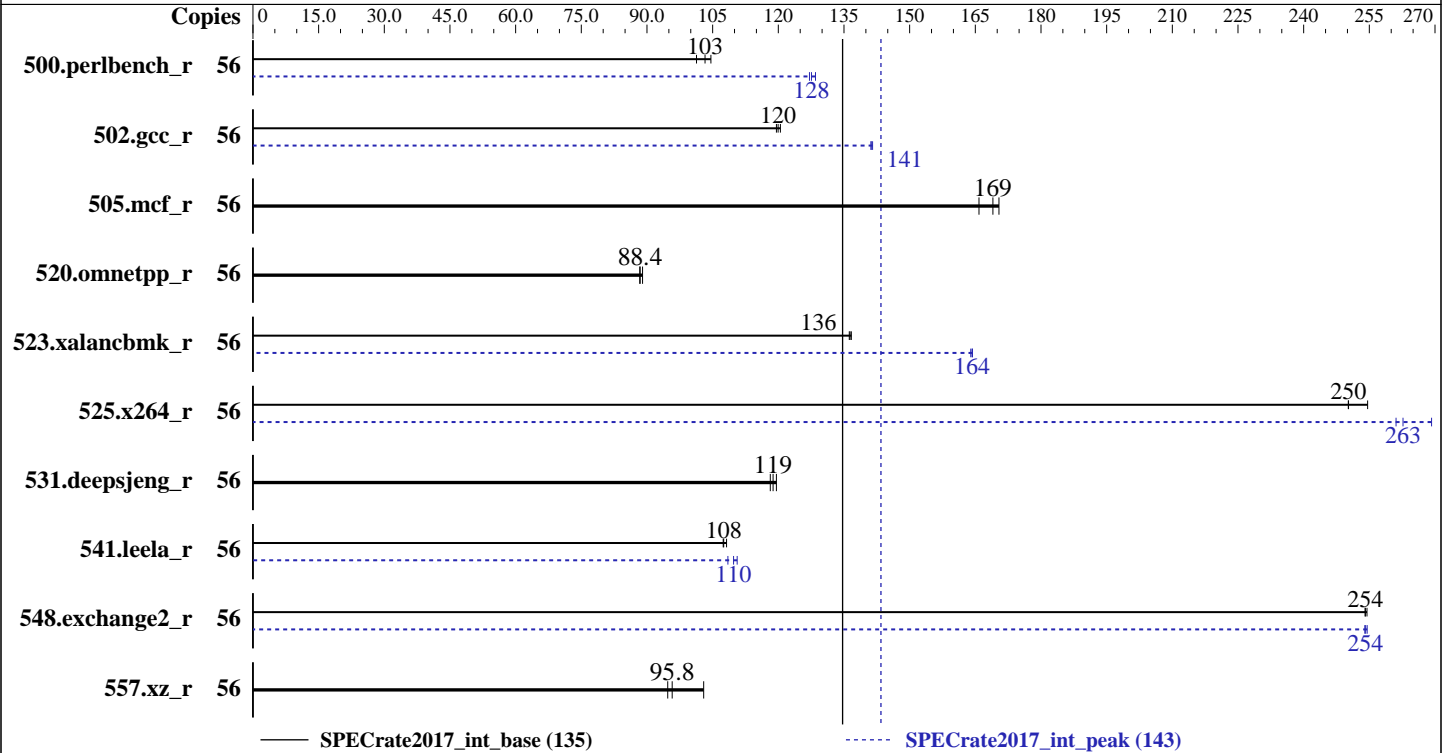 Copies 0 15.0 30.0 45.0 60.0 75.0 90.0 105 120 135 150 165 180 195 210 225 240 255 270
500.perlbench_r 56 103
128
502.gcc_r 56 120
141
505.mcf_r 56 169
520.omnetpp_r 56 88.4
523.xalancbmk_r 56 136
164
525.x264_r 56 250
263
531.deepsjeng_r 56 119
541.leela_r 56 108
110
548.exchange2_r 56 254
254
557.xz_r 56 95.8
SPECrate2017_int_base (135) SPECrate2017_int_peak (143)